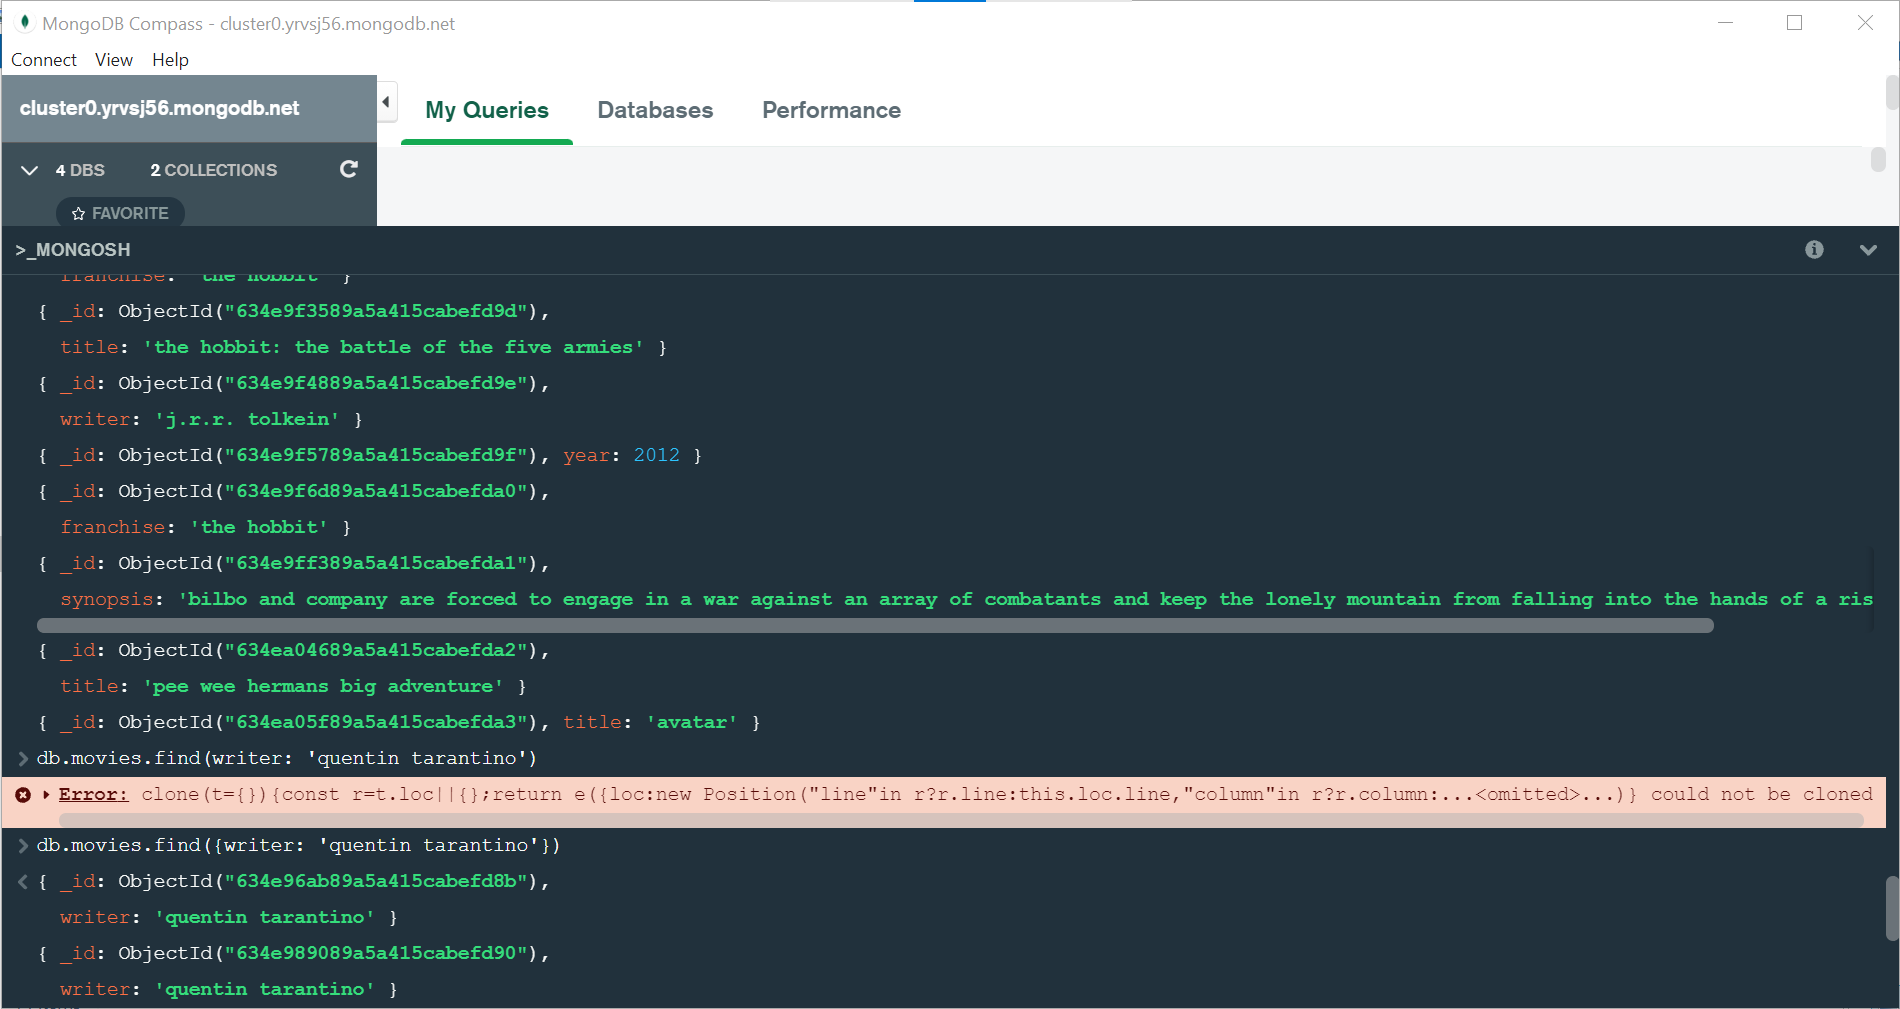 MongoDB Compass - cluster0.yrvsj56.mongodb.net
Connect View Help
cluster0.yrvsj56.mongodb.net
My Queries Databases Performance
4 DBS 2 COLLECTIONS
FAVORITE
>_MONGOSH
franchise: 'the hobbit' }
{ _id: ObjectId("634e9f3589a5a415cabefd9d"),
title: 'the hobbit: the battle of the five armies' }
{ _id: ObjectId("634e9f4889a5a415cabefd9e"),
writer: 'j.r.r. tolkein' }
{ _id: ObjectId("634e9f5789a5a415cabefd9f"), year: 2012 }
{ _id: ObjectId("634e9f6d89a5a415cabefda0"),
franchise: 'the hobbit' }
{ _id: ObjectId("634e9ff389a5a415cabefda1"),
synopsis: 'bilbo and company are forced to engage in a war against an array of combatants and keep the lonely mountain from falling into the hands of a ris
{ _id: ObjectId("634ea04689a5a415cabefda2"),
title: 'pee wee hermans big adventure' }
{ _id: ObjectId("634ea05f89a5a415cabefda3"), title: 'avatar' }
> db.movies.find(writer: 'quentin tarantino')
Error: clone(t={}){const r=t.loc||{};return e({loc:new Position("line"in r?r.line:this.loc.line,"column"in r?r.column:...<omitted>...)} could not be cloned
> db.movies.find({writer: 'quentin tarantino'})
< { _id: ObjectId("634e96ab89a5a415cabefd8b"),
writer: 'quentin tarantino' }
{ _id: ObjectId("634e989089a5a415cabefd90"),
writer: 'quentin tarantino' }